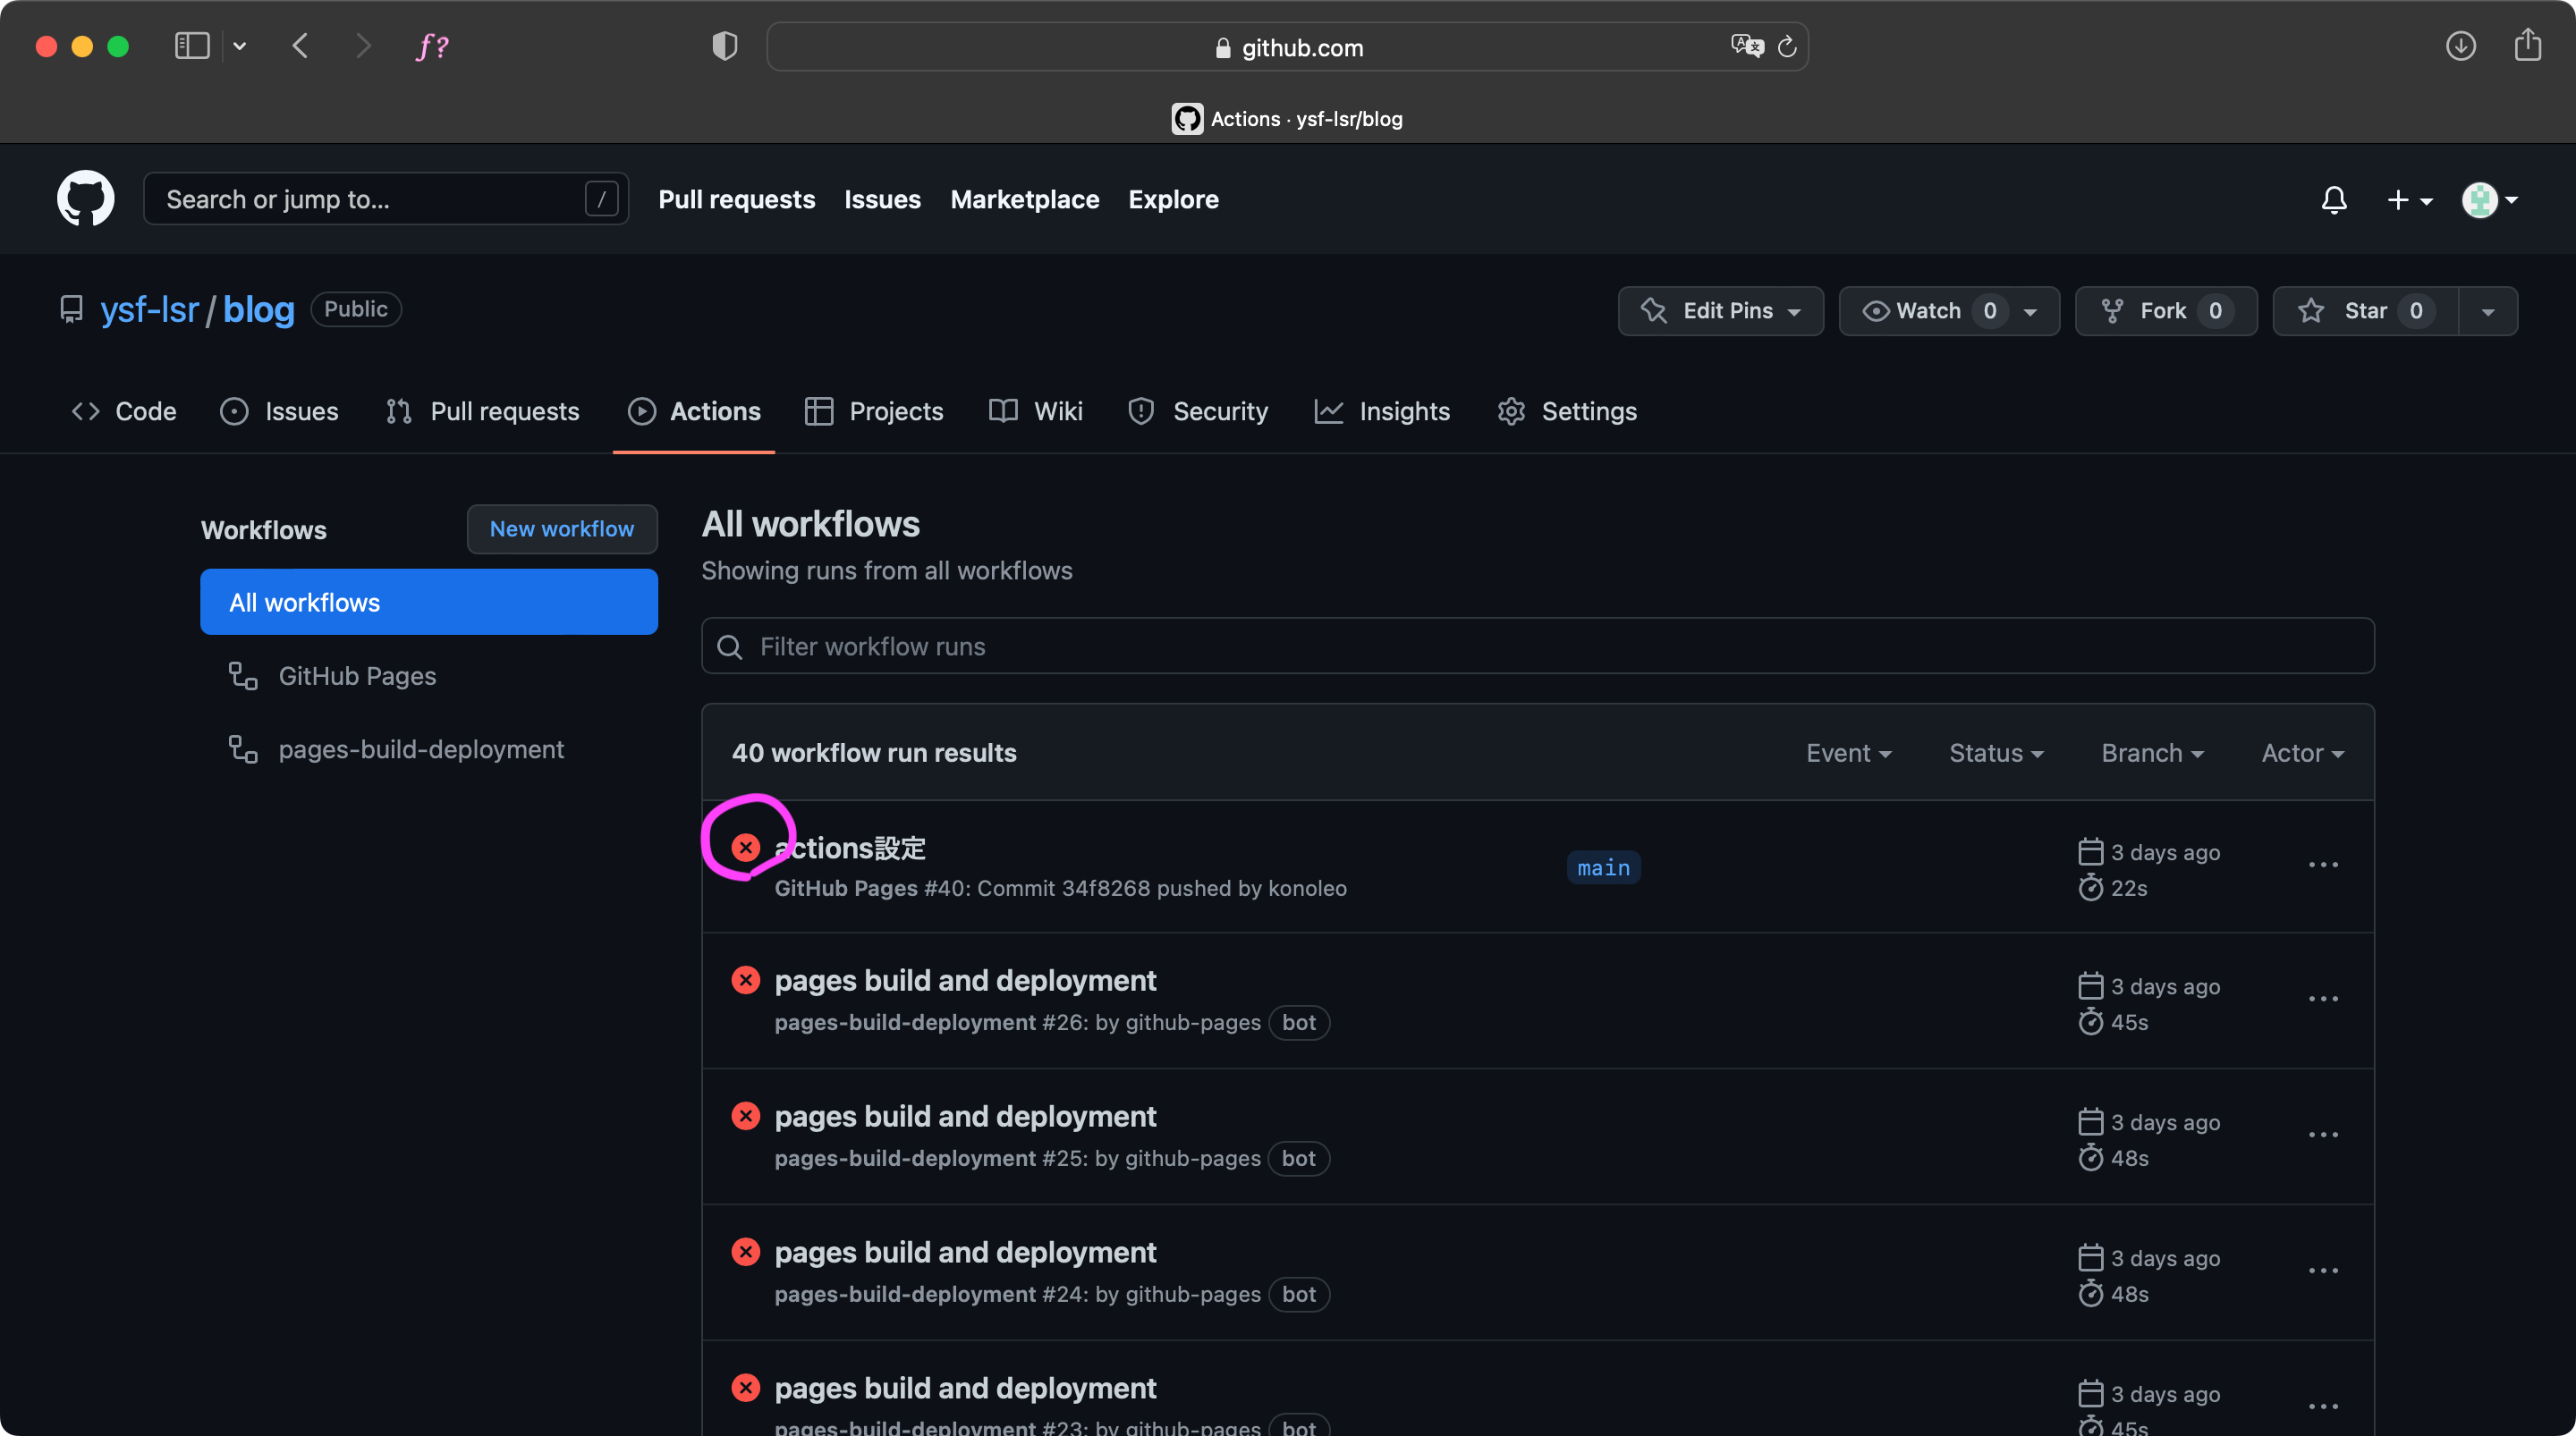 f?
github.com
Actions · ysf-lsr/blog
Search or jump to... /
Pull requests Issues Marketplace Explore
ysf-lsr / blog Public
Edit Pins Watch 0 Fork 0 Star 0
Code Issues Pull requests Actions Projects Wiki Security Insights Settings
Workflows
New workflow
All workflows
GitHub Pages
pages-build-deployment
All workflows
Showing runs from all workflows
Filter workflow runs
40 workflow run results Event Status Branch Actor
actions設定
GitHub Pages #40: Commit 34f8268 pushed by konoleo
main
3 days ago
22s
pages build and deployment
pages-build-deployment #26: by github-pages bot
3 days ago
45s
pages build and deployment
pages-build-deployment #25: by github-pages bot
3 days ago
48s
pages build and deployment
pages-build-deployment #24: by github-pages bot
3 days ago
48s
pages build and deployment
pages-build-deployment #23: by github-pages bot
3 days ago
45s